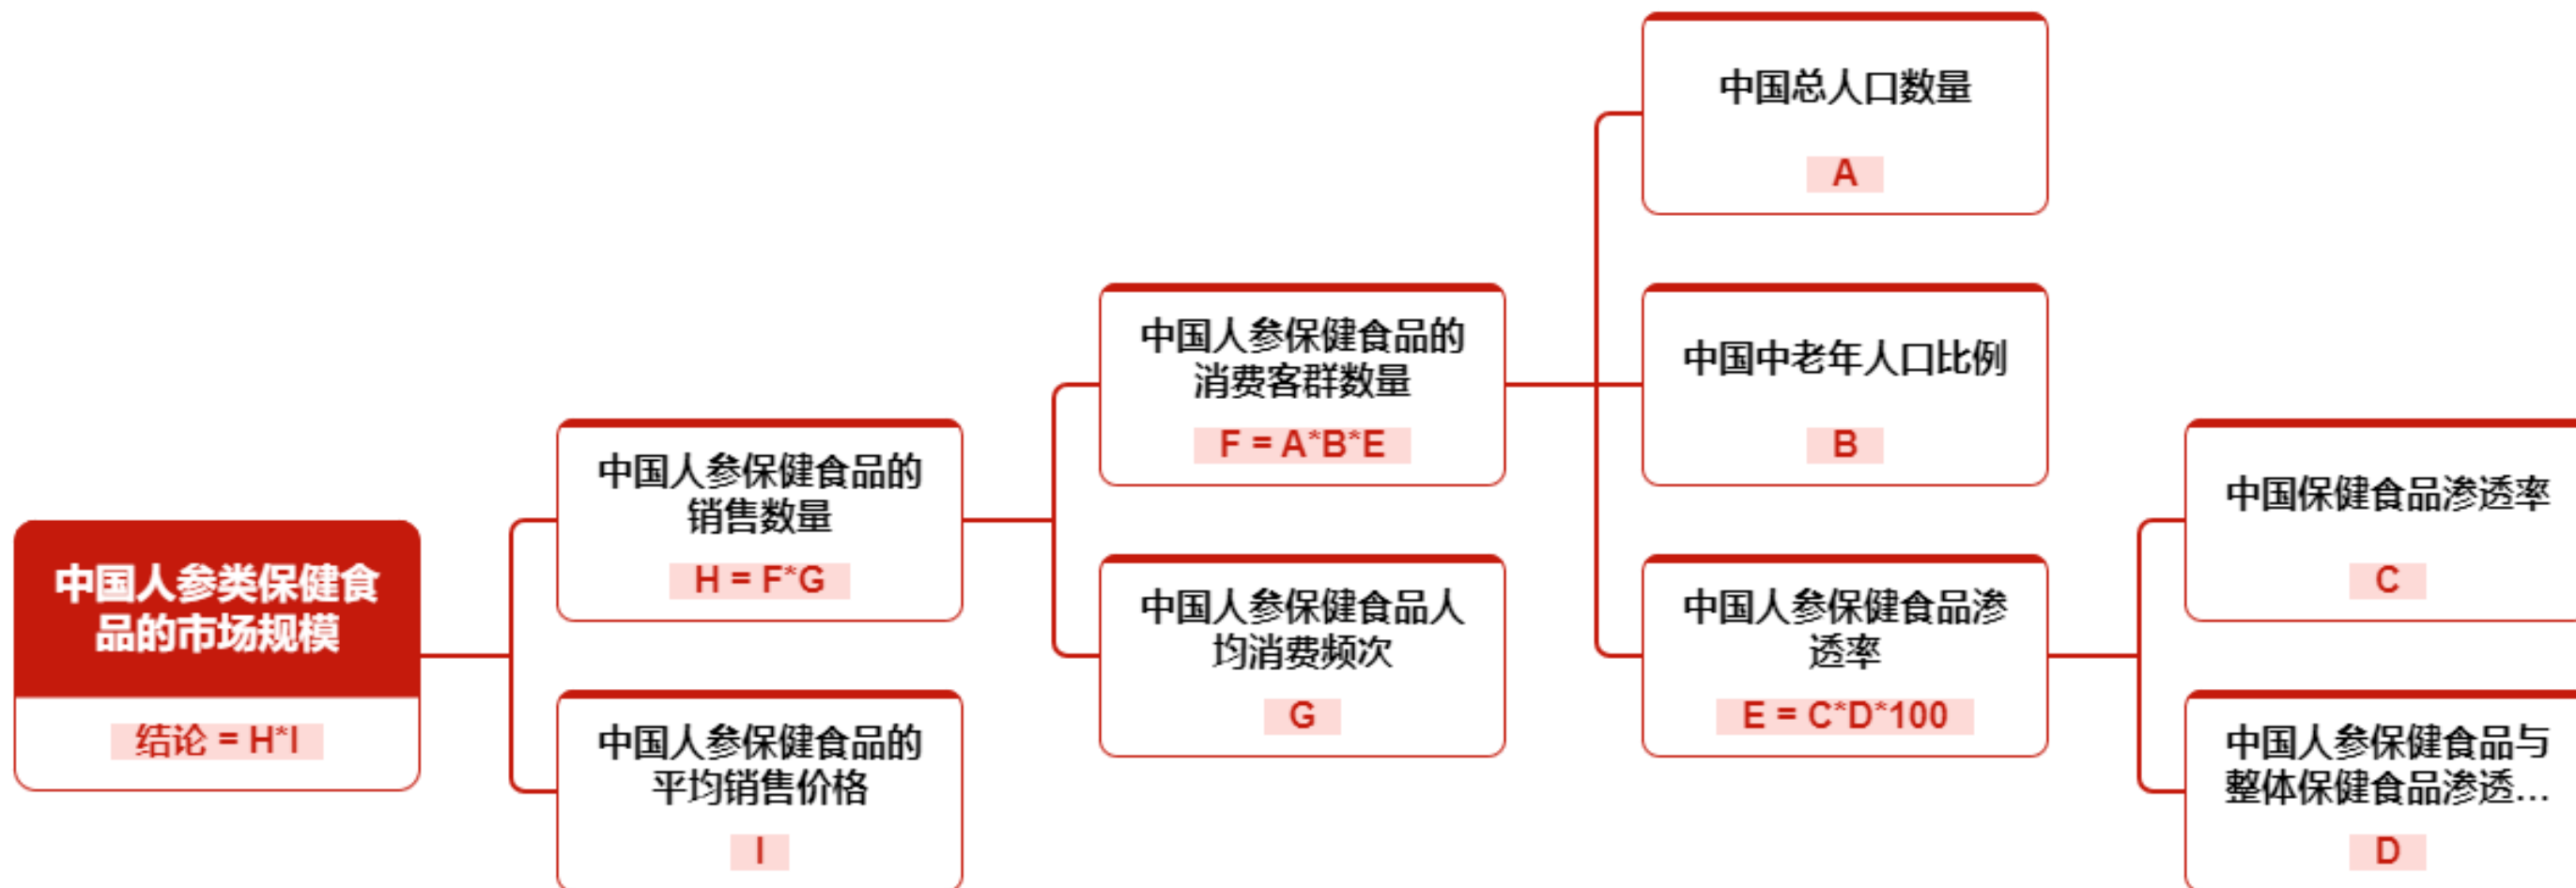 中国人参类保健食
品的市场规模
结论 = H*I
中国人参保健食品的
销售数量
H = F*G
中国人参保健食品的
平均销售价格
I
中国人参保健食品的
消费客群数量
F = A*B*E
中国人参保健食品人
均消费频次
G
中国总人口数量
A
中国中老年人口比例
B
中国人参保健食品渗
透率
E = C*D*100
中国保健食品渗透率
C
中国人参保健食品与
整体保健食品渗透...
D